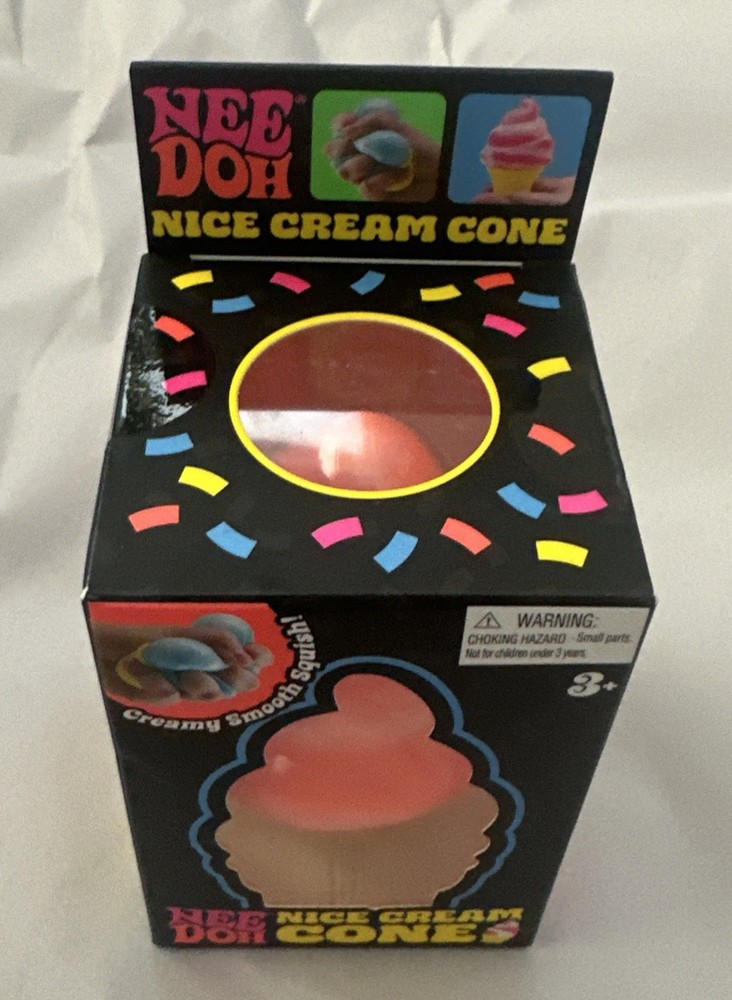 NEE
DOH
NICE CREAM CONE
Creamy Smooth Squish!
WARNING:
CHOKING HAZARD - Small parts.
Not for children under 3 years.
3+
NEE
DOH
NICE CREAM
CONE